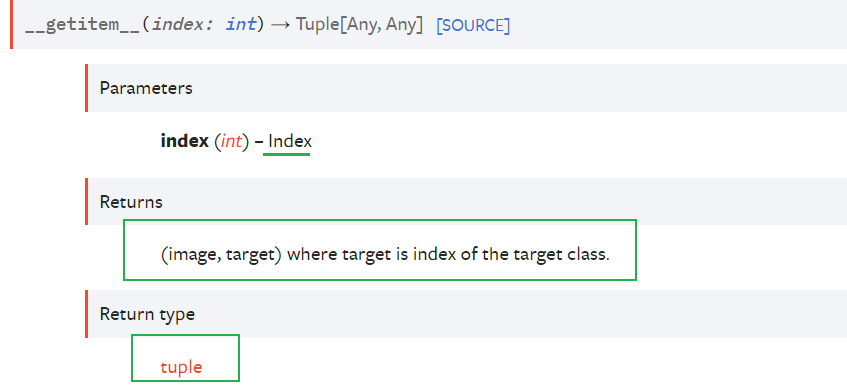 __getitem__(index: int) → Tuple[Any, Any] [SOURCE]
Parameters
index (int) – Index
Returns
(image, target) where target is index of the target class.
Return type
tuple